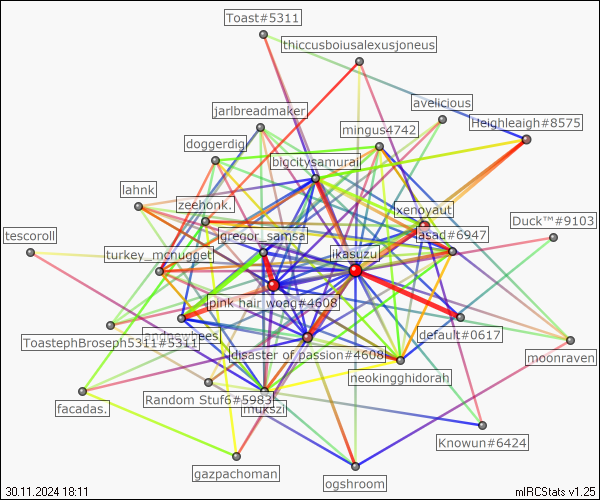 Toast#5311
thiccusboiusalexusjoneus
avelicious
jarlbreadmaker
Heighleagh#8575
mingus4742
doggerdig
bigcitysamurai
lahnk
zeehonk.
xenoyaut
Duck™#9103
tescoroll
gregor_samsa
asad#6947
turkey_mcnugget
ikasuzu
pink hair woag#4608
andnewbees
default#0617
ToastephBroseph5311#5311
disaster of passion#4608
moonraven
neokingghidorah
Random Stuf6#5983
facadas.
mukszi
Knowun#6424
gazpachoman
ogshroom
30.11.2024 18:11
mIRCStats v1.25